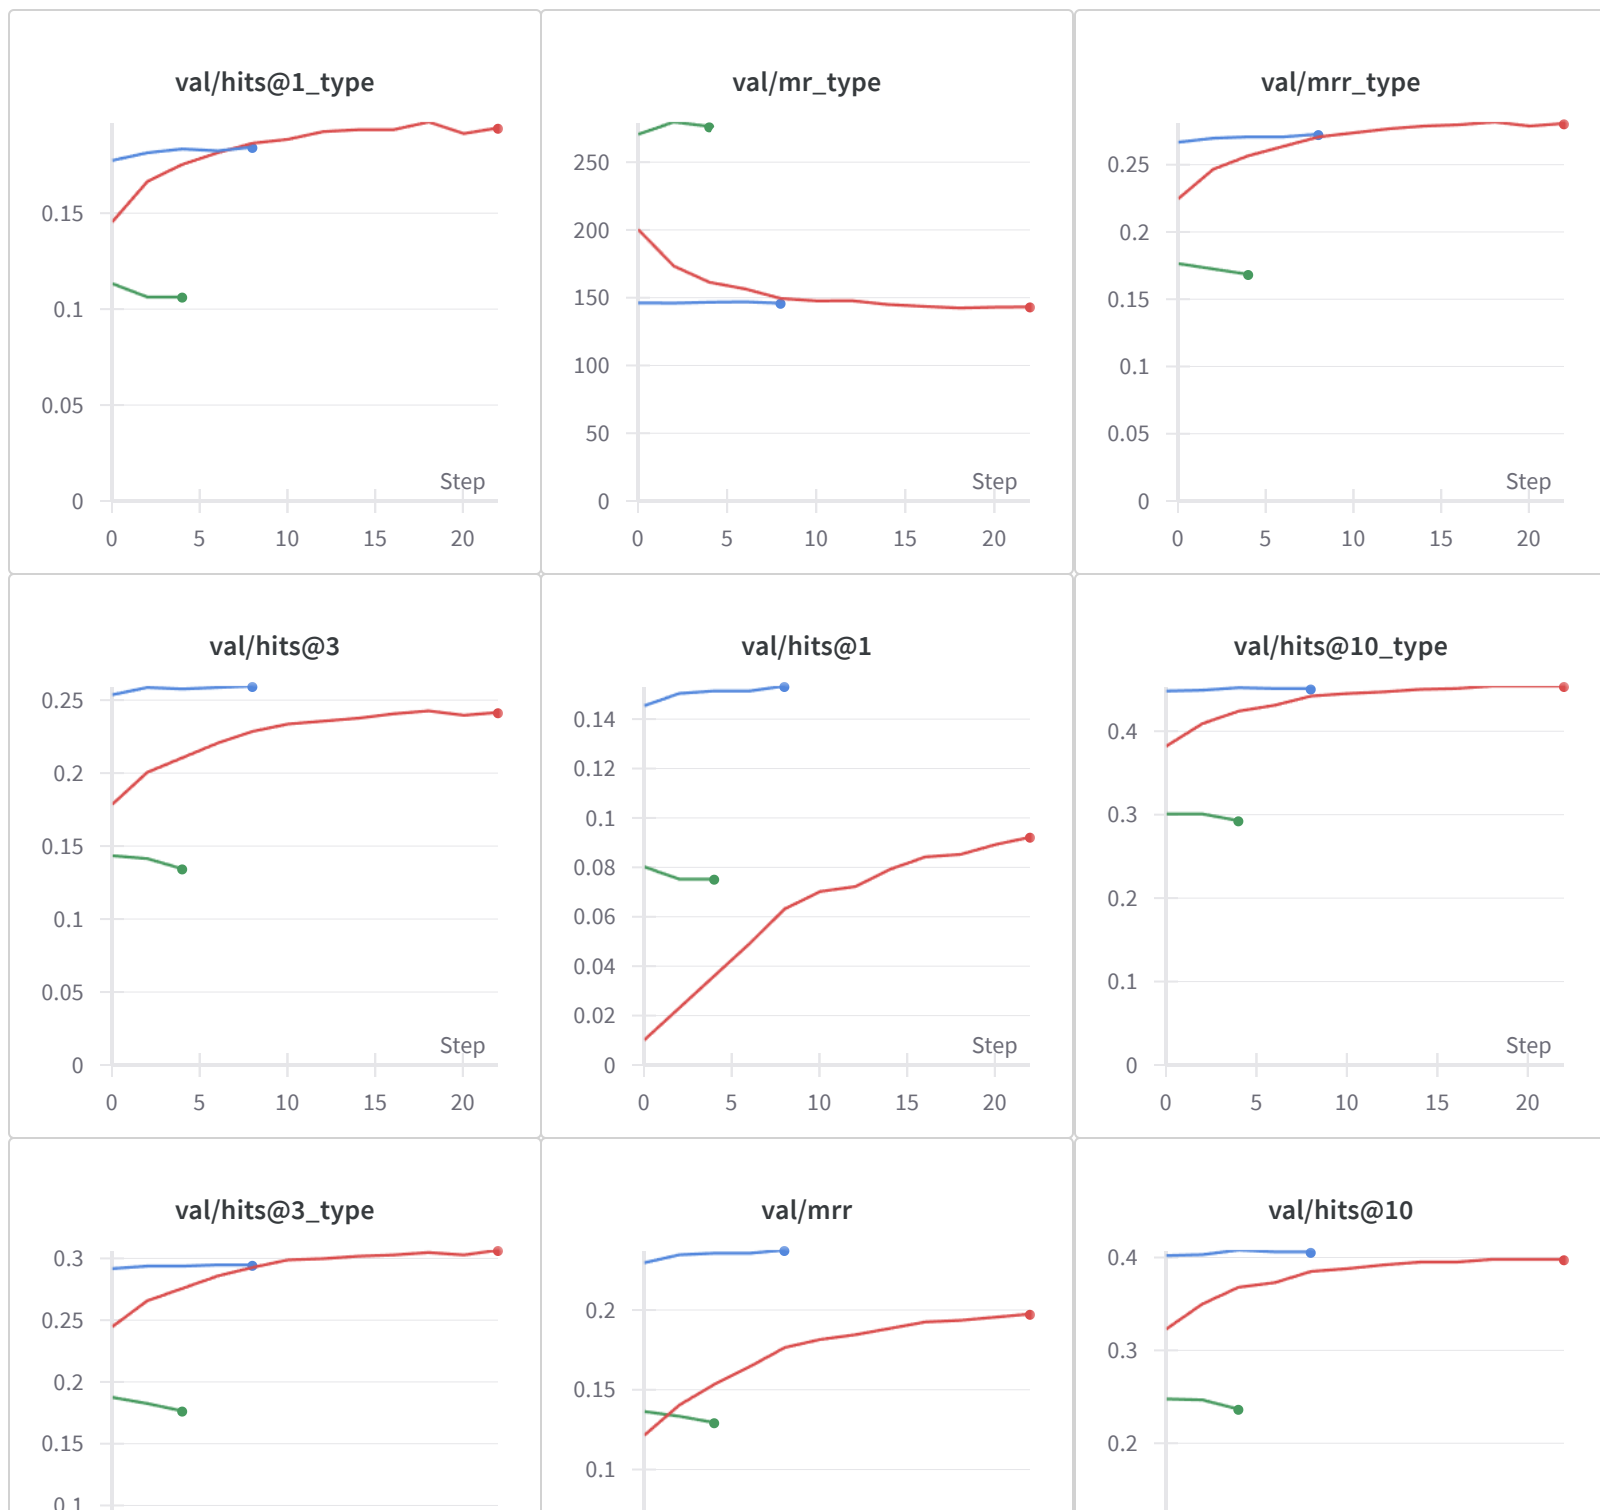 val/hits@1_type
0.15
0.1
0.05
0
Step
0 5 10 15 20
val/mr_type
250
200
150
100
50
0
Step
0 5 10 15 20
val/mrr_type
0.25
0.2
0.15
0.1
0.05
0
Step
0 5 10 15 20
val/hits@3
0.25
0.2
0.15
0.1
0.05
0
Step
0 5 10 15 20
val/hits@1
0.14
0.12
0.1
0.08
0.06
0.04
0.02
0
Step
0 5 10 15 20
val/hits@10_type
0.4
0.3
0.2
0.1
0
Step
0 5 10 15 20
val/hits@3_type
0.3
0.25
0.2
0.15
0.1
val/mrr
0.2
0.15
0.1
val/hits@10
0.4
0.3
0.2